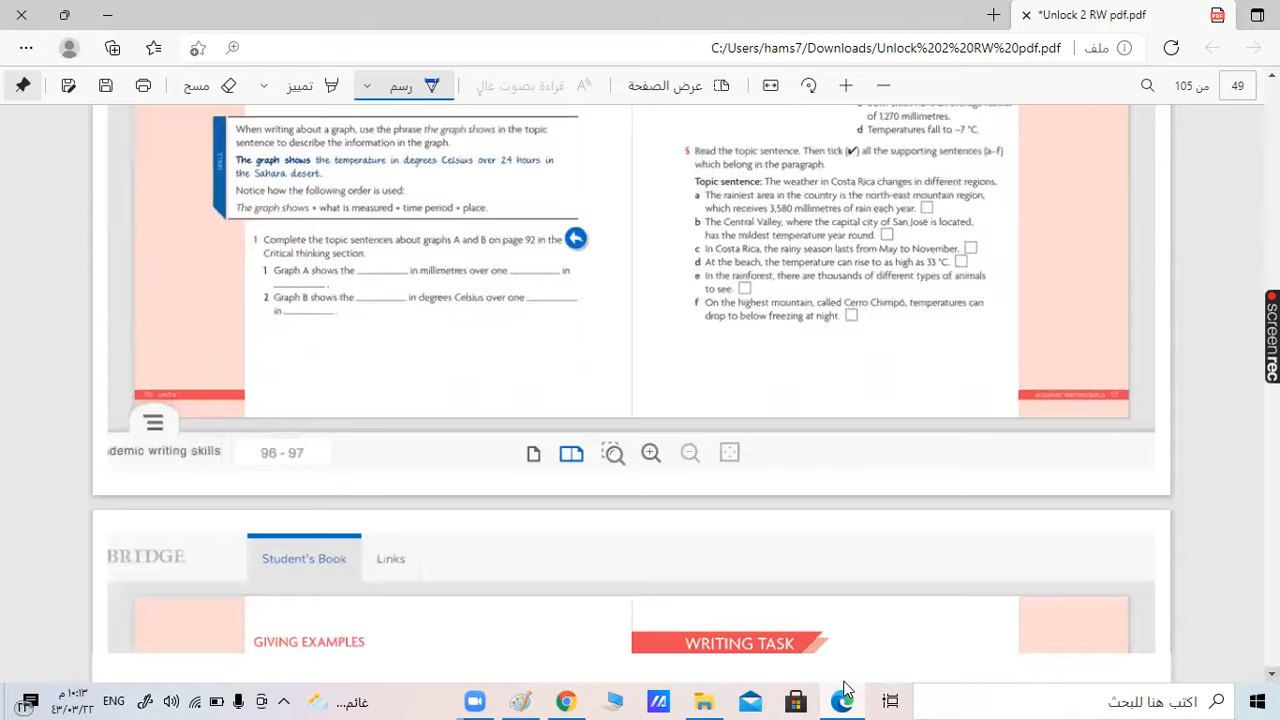 *Unlock 2 RW pdf.pdf
C:/Users/hams7/Downloads/Unlock%202%20RW%20pdf.pdf
ملف
مسح
تمييز
رسم
قراءة بصوت عالٍ
عرض الصفحة
من 105
49
When writing about a graph, use the phrase the graph shows in the topic
sentence to describe the information in the graph.
The graph shows the temperature in degrees Celsius over 24 hours in
the Sahara desert.
Notice how the following order is used:
The graph shows + what is measured + time period + place.
1 Complete the topic sentences about graphs A and B on page 92 in the
Critical thinking section.
1 Graph A shows the __________ in millimetres over one __________ in
__________ .
2 Graph B shows the __________ in degrees Celsius over one __________
in __________ .
of 1,270 millimetres.
d Temperatures fall to –7 °C.
5 Read the topic sentence. Then tick (✔) all the supporting sentences (a–f)
which belong in the paragraph.
Topic sentence: The weather in Costa Rica changes in different regions.
a The rainiest area in the country is the north-east mountain region,
which receives 3,580 millimetres of rain each year.
b The Central Valley, where the capital city of San José is located,
has the mildest temperature year round.
c In Costa Rica, the rainy season lasts from May to November.
d At the beach, the temperature can rise to as high as 33 °C.
e In the rainforest, there are thousands of different types of animals
to see.
f On the highest mountain, called Cerro Chirripó, temperatures can
drop to below freezing at night.
UNIT 4
ACADEMIC WRITING SKILLS 97
demic writing skills
96 - 97
BRIDGE
Student's Book
Links
GIVING EXAMPLES
WRITING TASK
screenrec
ENG
غائم...
اكتب هنا للبحث